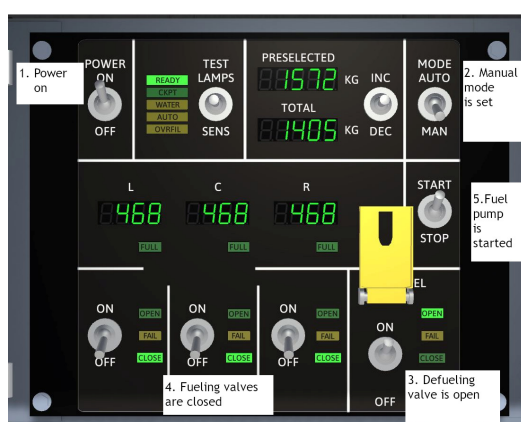 POWER
ON
OFF
1. Power
on
READY
CKPT
WATER
AUTO
OVRFIL
TEST
LAMPS
SENS
PRESELECTED
1572 KG
TOTAL
1405 KG
INC
DEC
MODE
AUTO
MAN
2. Manual
mode
is set
L C R
468 468 468
FULL FULL FULL
START
STOP
5.Fuel
pump
is
started
EL
ON
OFF
OPEN
FAIL
CLOSE
ON
OFF
OPEN
FAIL
CLOSE
ON
OFF
OPEN
FAIL
CLOSE
ON
OFF
OPEN
FAIL
CLOSE
4. Fueling valves
are closed
3. Defueling
valve is open